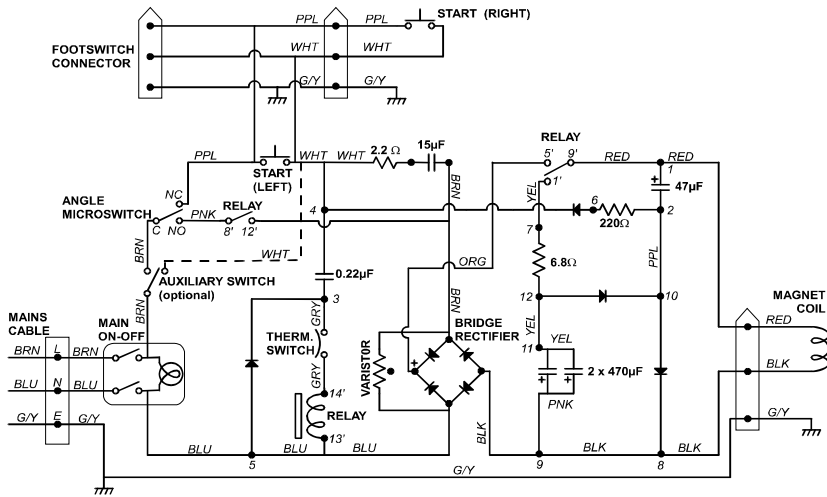 PPL PPL START (RIGHT)
FOOTSWITCH
CONNECTOR
WHT WHT
G/Y G/Y
PPL START
(LEFT) WHT WHT 2.2 Ω 15µF
RELAY
5' 9' RED RED
1' 1
47µF
NC
ANGLE
MICROSWITCH
C NO PNK RELAY
8' 12'
4 BRN YEL 6 220Ω 2
7
BRN WHT ORG 6.8Ω PPL
AUXILIARY SWITCH
(optional)
0.22µF
BRN 3 BRN 12 10
MAINS
CABLE
MAIN
ON-OFF
GRY
THERM.
SWITCH
BRIDGE
RECTIFIER
YEL
11 YEL
MAGNET
COIL
RED
BRN L BRN
GRY VARISTOR +
2 x 470µF
BLK
BLU N BLU
14'
PNK
RELAY
G/Y E G/Y
13'
BLK
G/Y
BLU BLU BLU BLK BLK
5 9 8
G/Y